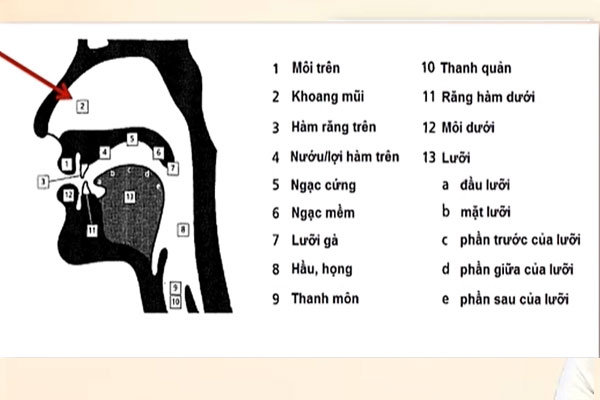 1 Môi trên
2 Khoang mũi
3 Hàm răng trên
4 Nướu/lợi hàm trên
5 Ngạc cứng
6 Ngạc mềm
7 Lưỡi gà
8 Hầu, họng
9 Thanh môn
10 Thanh quản
11 Răng hàm dưới
12 Môi dưới
13 Lưỡi
a đầu lưỡi
b mặt lưỡi
c phần trước của lưỡi
d phần giữa của lưỡi
e phần sau của lưỡi
2
5
4
6
1
7
3
b
c
d
a
e
12
13
11
8
9
10